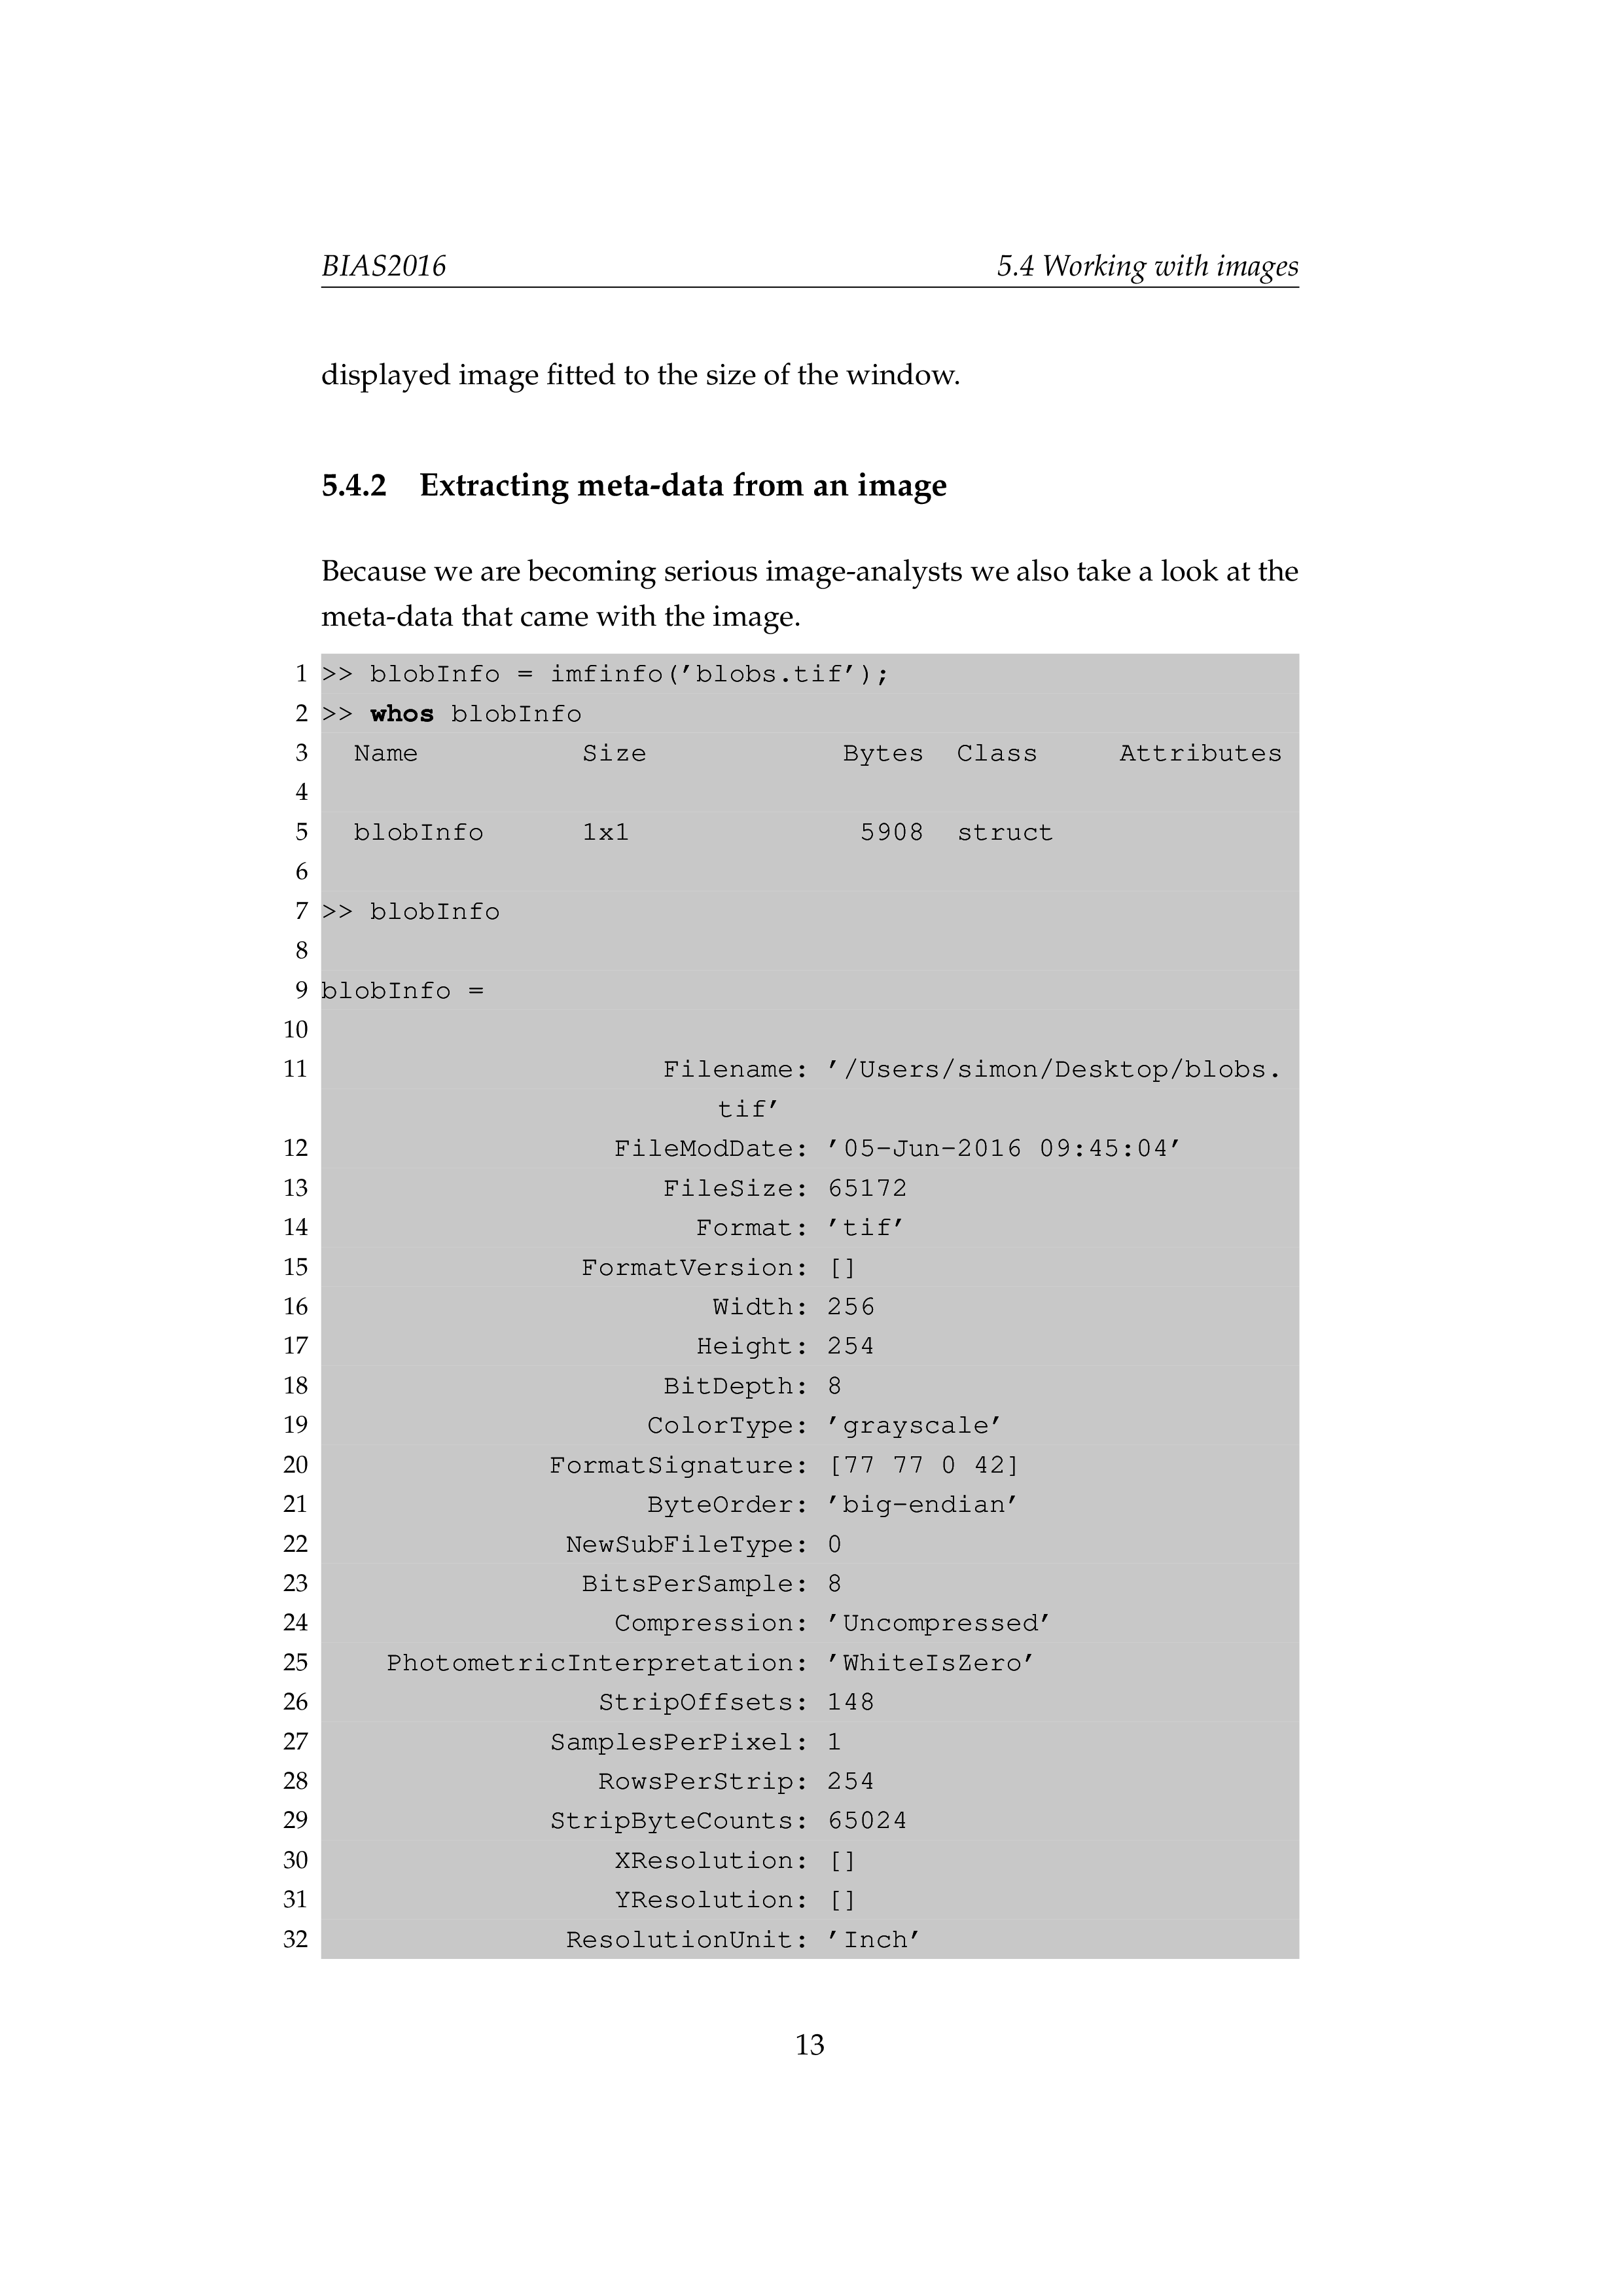 BIAS2016 5.4 Working with images
displayed image fitted to the size of the window.
5.4.2 Extracting meta-data from an image
Because we are becoming serious image-analysts we also take a look at the
meta-data that came with the image.
1 >> blobInfo = imfinfo('blobs.tif');
2 >> whos blobInfo
3 Name Size Bytes Class Attributes
4
5 blobInfo 1x1 5908 struct
6
7 >> blobInfo
8
9 blobInfo =
10
11 Filename: '/Users/simon/Desktop/blobs.
tif'
12 FileModDate: '05-Jun-2016 09:45:04'
13 FileSize: 65172
14 Format: 'tif'
15 FormatVersion: []
16 Width: 256
17 Height: 254
18 BitDepth: 8
19 ColorType: 'grayscale'
20 FormatSignature: [77 77 0 42]
21 ByteOrder: 'big-endian'
22 NewSubFileType: 0
23 BitsPerSample: 8
24 Compression: 'Uncompressed'
25 PhotometricInterpretation: 'WhiteIsZero'
26 StripOffsets: 148
27 SamplesPerPixel: 1
28 RowsPerStrip: 254
29 StripByteCounts: 65024
30 XResolution: []
31 YResolution: []
32 ResolutionUnit: 'Inch'
13